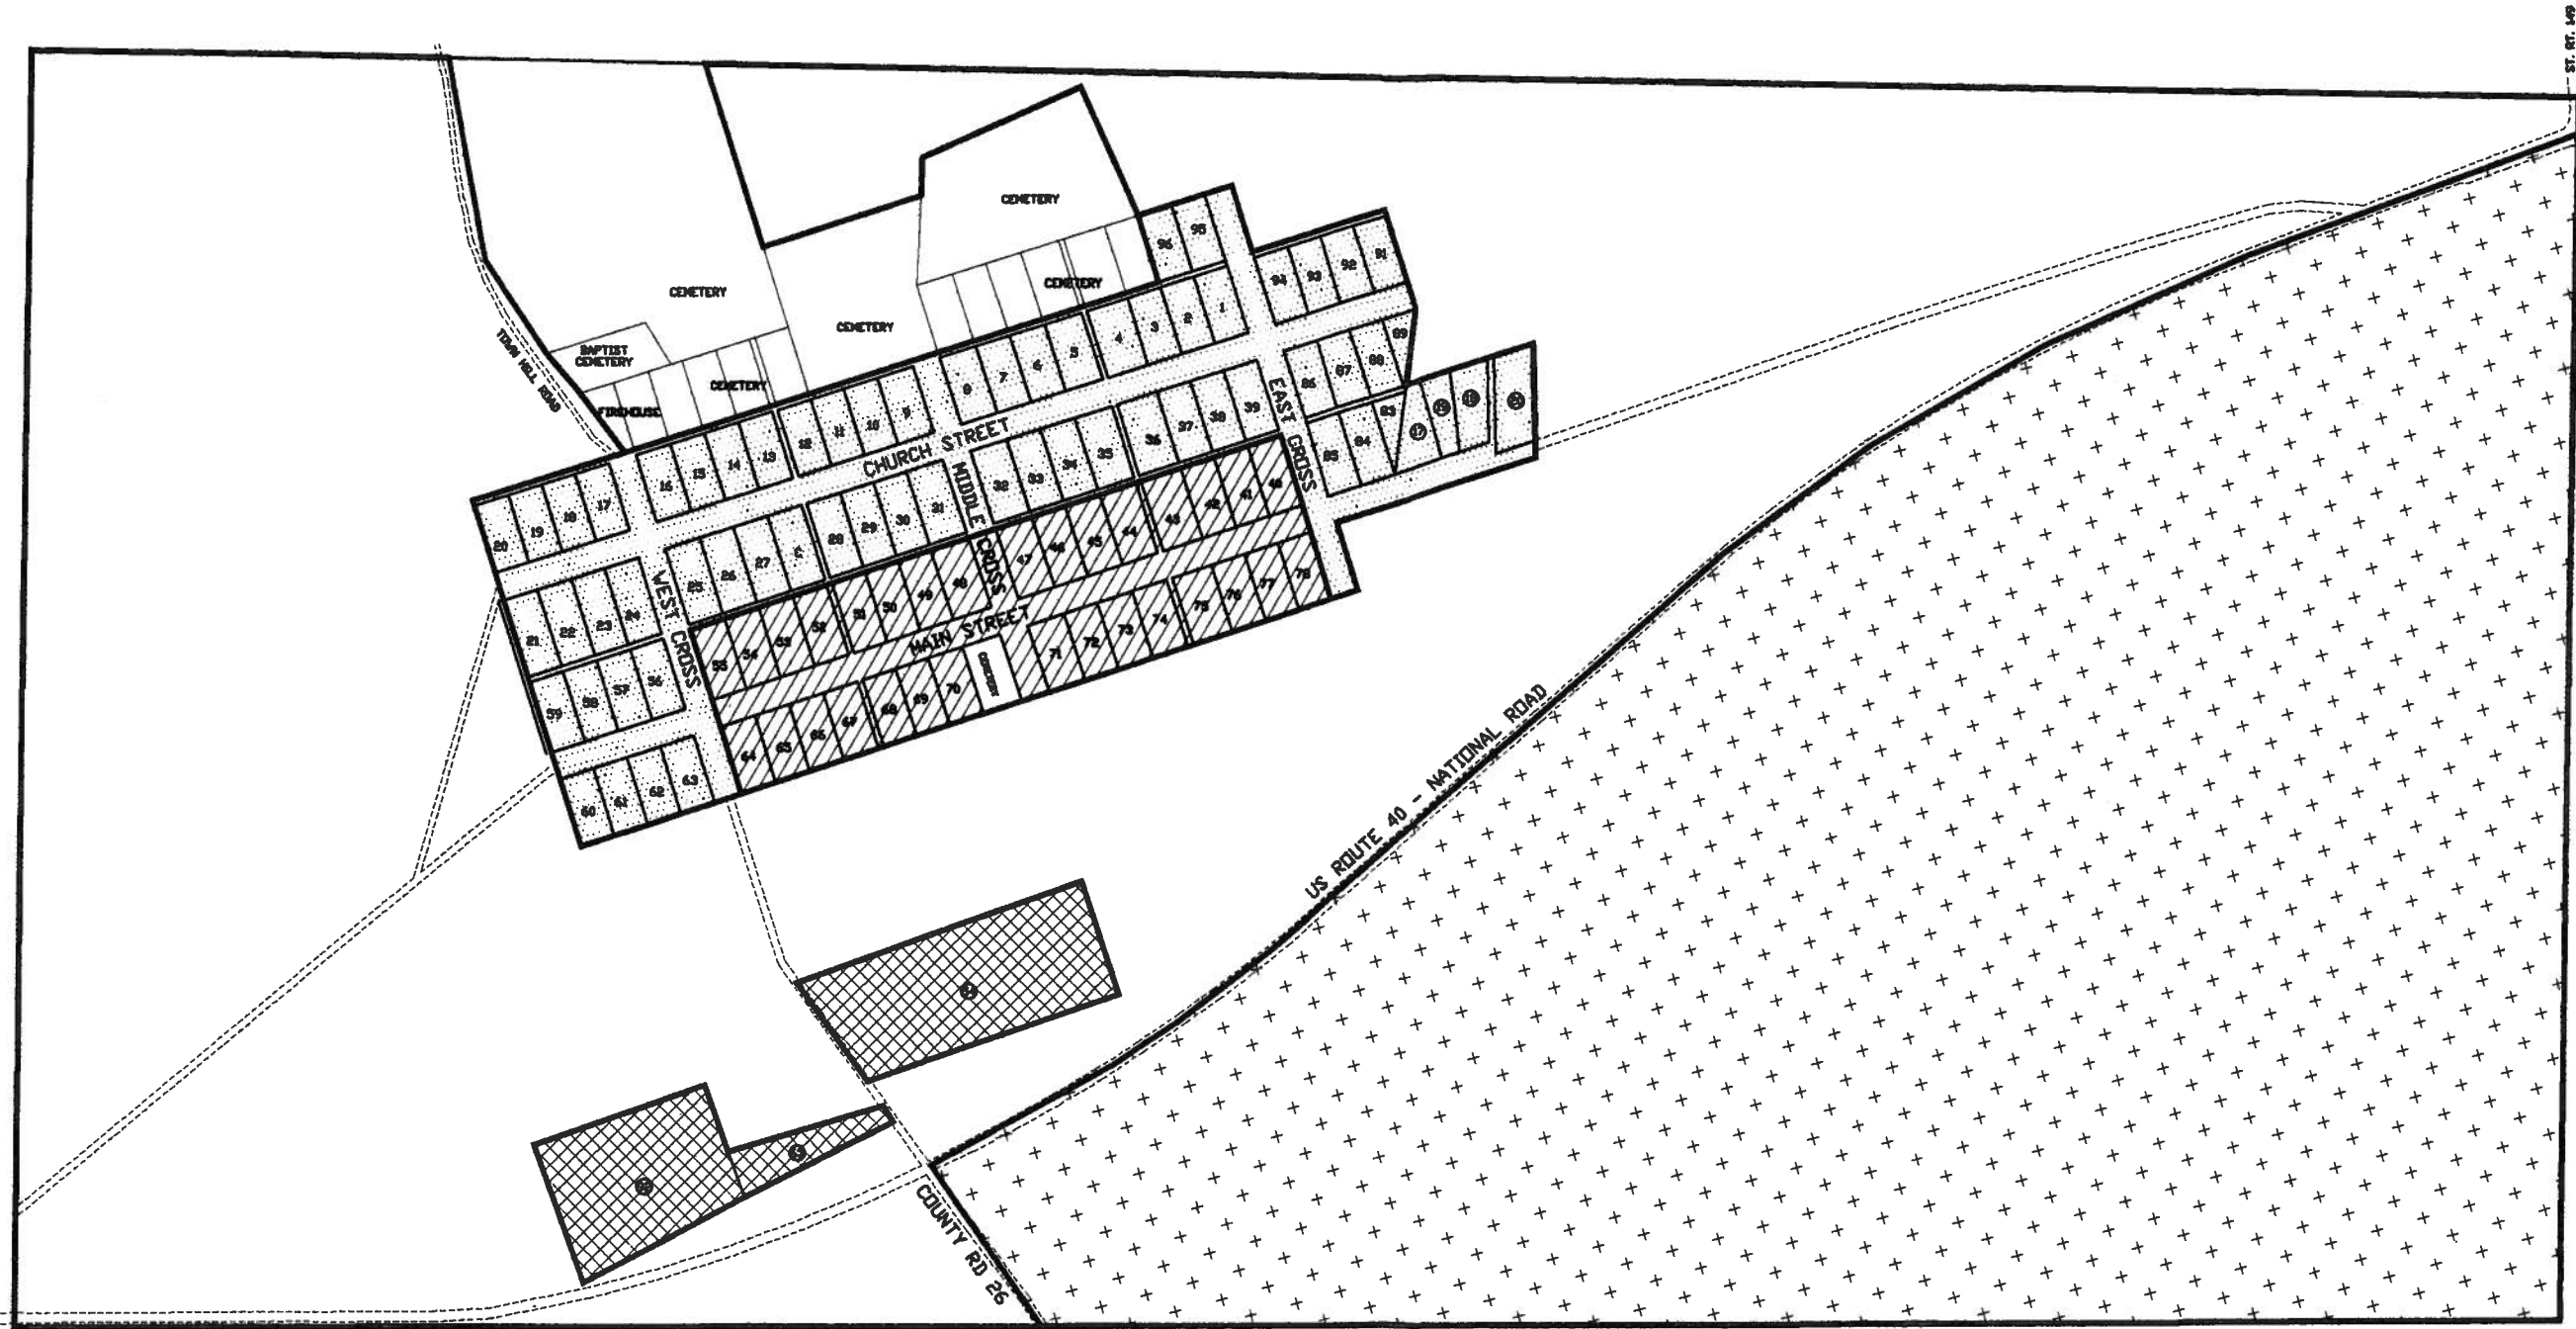 ST. RT. 149
CEMETERY
CEMETERY
CEMETERY
CEMETERY
BAPTIST
CEMETERY
CEMETERY
FIREHOUSE
TOWN HILL ROAD
96 95
94 93 92 91
4 3 2 1
8 7 6 5
12 11 10 9
16 15 14 13
20 19 18 17
86 87 88 89
85 84 83
CHURCH STREET
EAST CROSS
MIDDLE CROSS
WEST CROSS
36 37 38 39
32 33 34 35
28 29 30 31
25 26 27
21 22 23 24
43 42 41 40
47 46 45 44
51 50 49 48
55 54 53 52
59 58 57 56
MAIN STREET
75 76 77 78
71 72 73 74
CEMETERY
68 69 70
64 65 66 67
60 61 62 63
US ROUTE 40 - NATIONAL ROAD
COUNTY RD 26